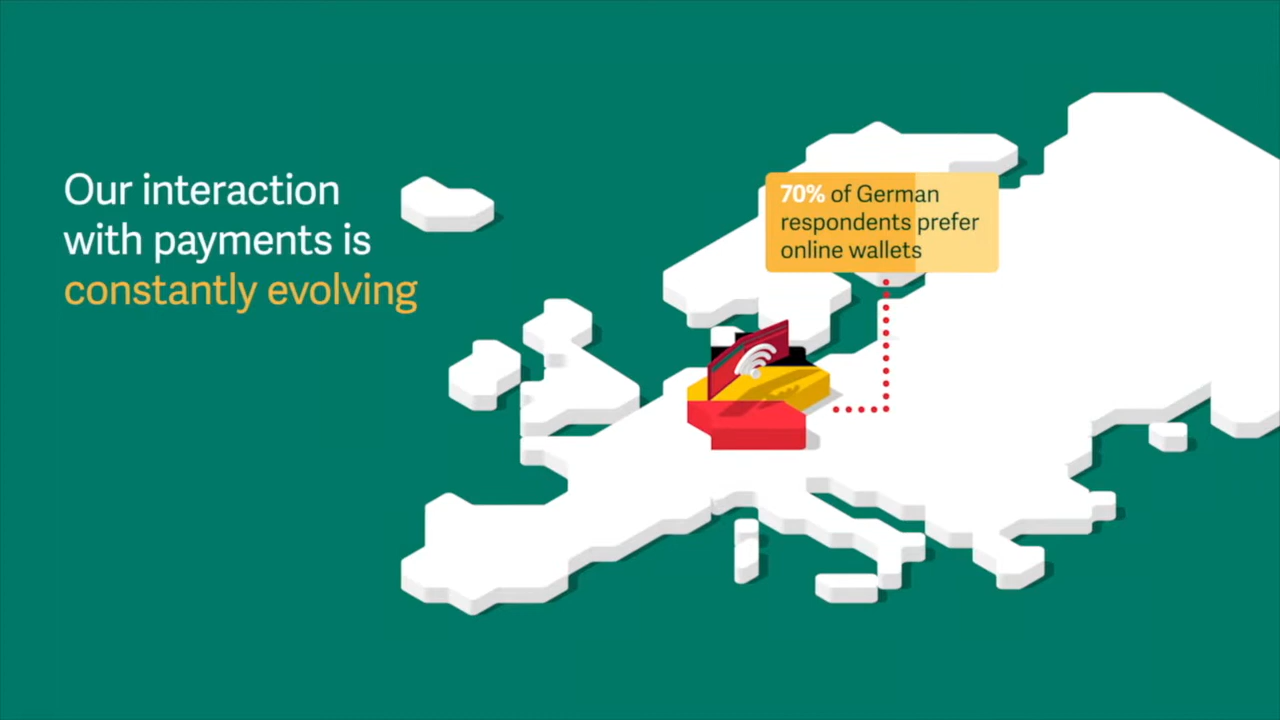 Our interaction
with payments is
constantly evolving
70% of German
respondents prefer
online wallets